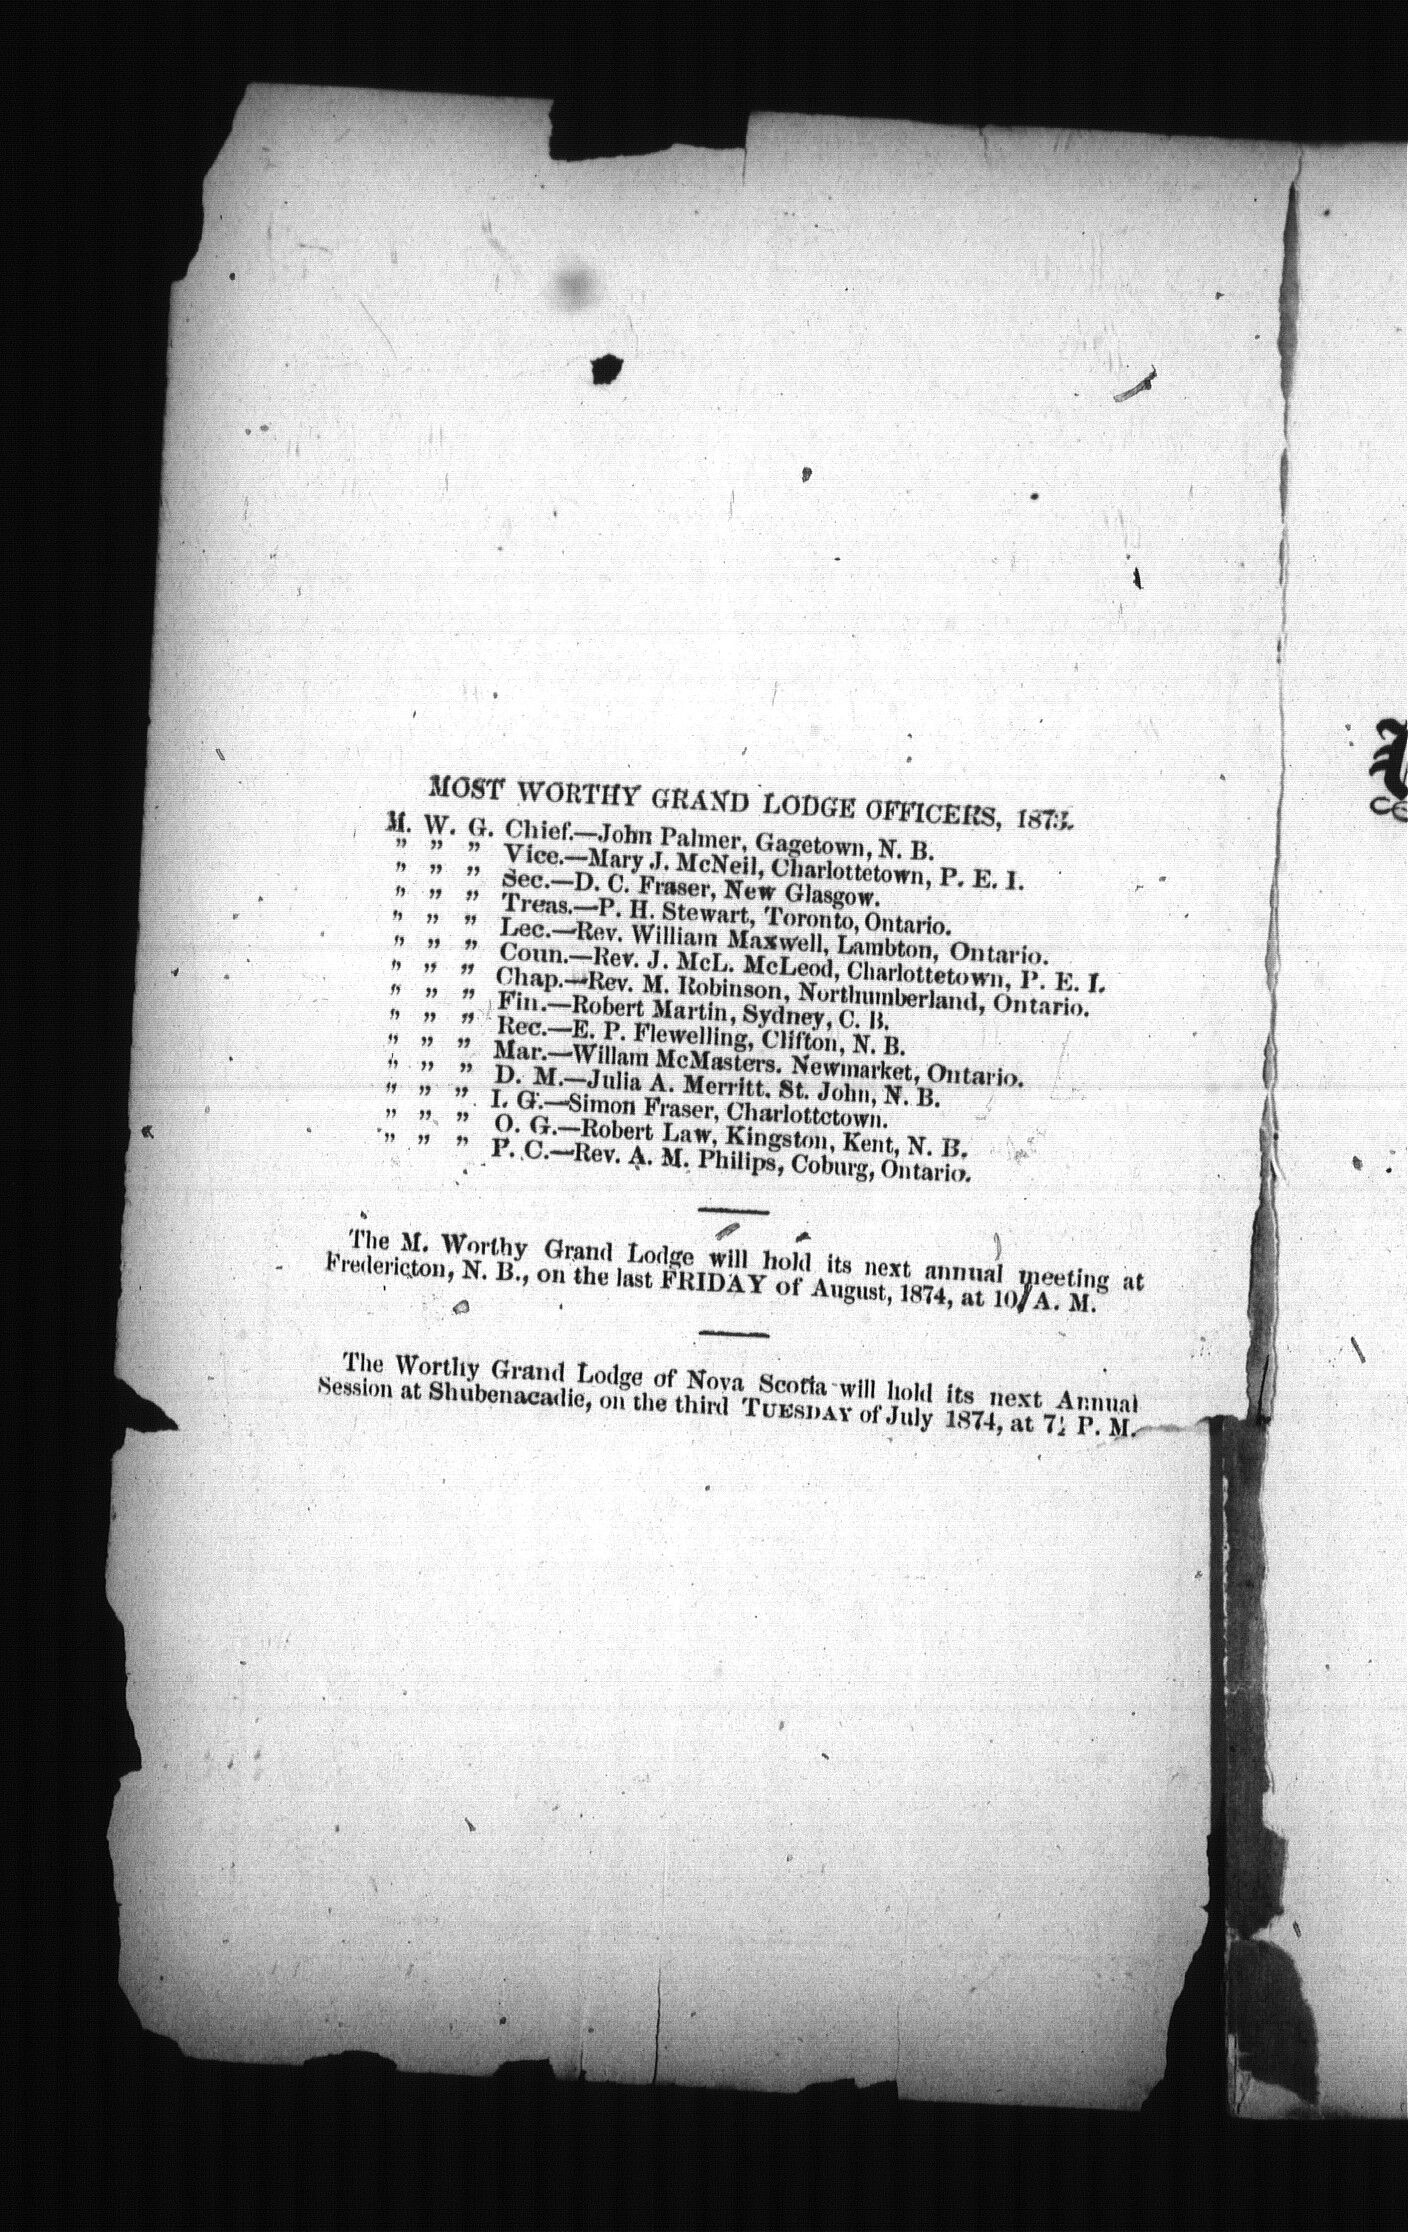 MOST WORTHY GRAND LODGE OFFICERS, 1873.
M. W. G. Chief.—John Palmer, Gagetown, N. B.
" " " Vice.—Mary J. McNeil, Charlottetown, P. E. I.
" " " Sec.—D. C. Fraser, New Glasgow.
" " " Treas.—P. H. Stewart, Toronto, Ontario.
" " " Lec.—Rev. William Maxwell, Lambton, Ontario.
" " " Coun.—Rev. J. McL. McLeod, Charlottetown, P. E. I.
" " " Chap.—Rev. M. Robinson, Northumberland, Ontario.
" " " Fin.—Robert Martin, Sydney, C. B.
" " " Rec.—E. P. Flewelling, Clifton, N. B.
" " " Mar.—Willam McMasters. Newmarket, Ontario.
" " " D. M.—Julia A. Merritt. St. John, N. B.
" " " I. G.—Simon Fraser, Charlottetown.
" " " O. G.—Robert Law, Kingston, Kent, N. B.
" " " P. C.—Rev. A. M. Philips, Coburg, Ontario.
The M. Worthy Grand Lodge will hold its next annual meeting at
Fredericton, N. B., on the last FRIDAY of August, 1874, at 10 A. M.
The Worthy Grand Lodge of Nova Scotia will hold its next Annual
Session at Shubenacadie, on the third TUESDAY of July 1874, at 7½ P. M.